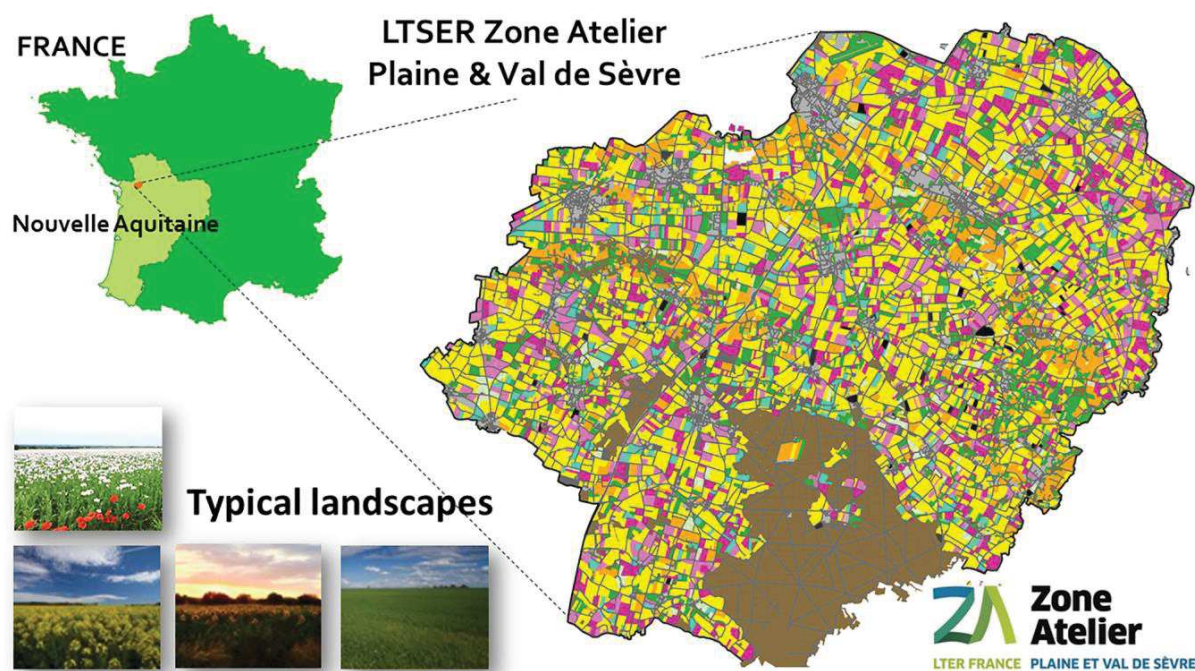 FRANCE
LTSER Zone Atelier
Plaine & Val de Sèvre
Nouvelle Aquitaine
Typical landscapes
ZA Zone
Atelier
LTER FRANCE PLAINE ET VAL DE SÈVRE